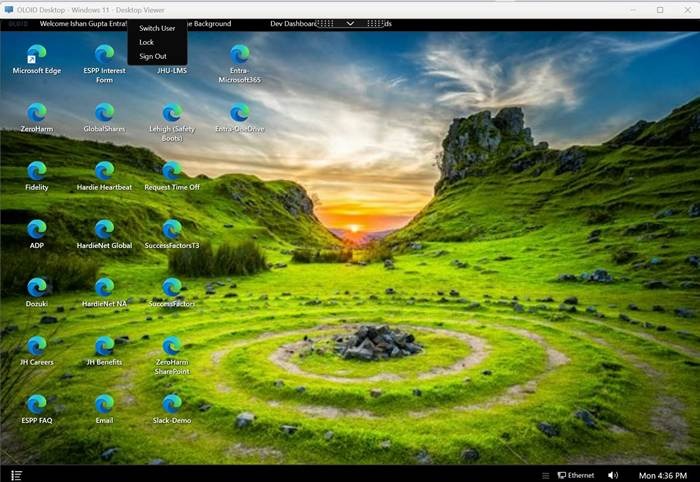 OLOID Desktop - Windows 11 - Desktop Viewer
OLOID
Welcome Ishan Gupta
ge Background
Dev Dashboard
ds
Switch User
Lock
Sign Out
Microsoft Edge
ESPP Interest
Form
JHU-LMS
Entra-
Microsoft365
ZeroHarm
GlobalShares
Lehigh (Safety
Boots)
Entra-OneDrive
Fidelity
Hardie Heartbeat
Request Time Off
ADP
HardieNet Global
SuccessFactorsT3
Dozuki
HardieNet NA
SuccessFactors
JH Careers
JH Benefits
ZeroHarm
SharePoint
ESPP FAQ
Email
Slack-Demo
Ethernet
Mon 4:36 PM